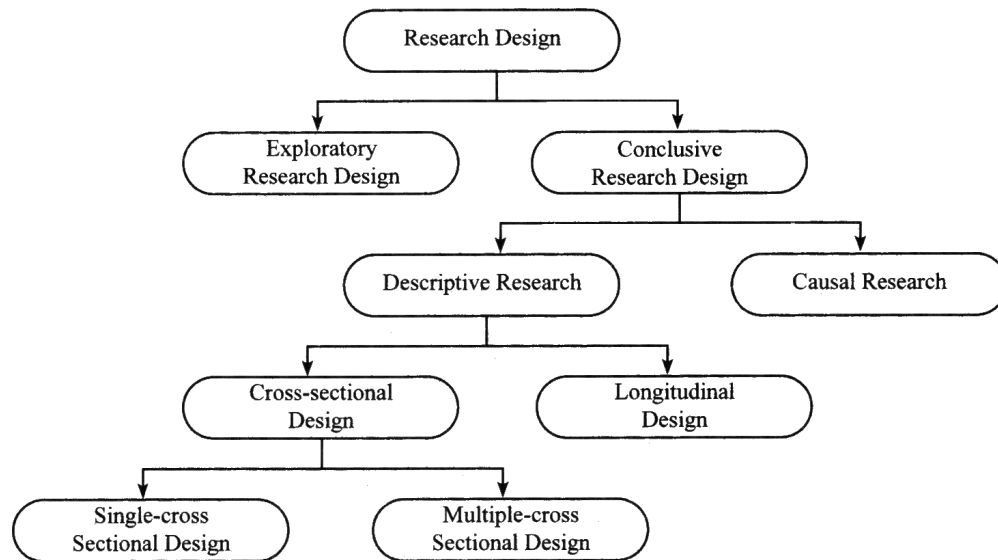 Research Design
Exploratory
Research Design
Conclusive
Research Design
Descriptive Research
Causal Research
Cross-sectional
Design
Longitudinal
Design
Single-cross
Sectional Design
Multiple-cross
Sectional Design